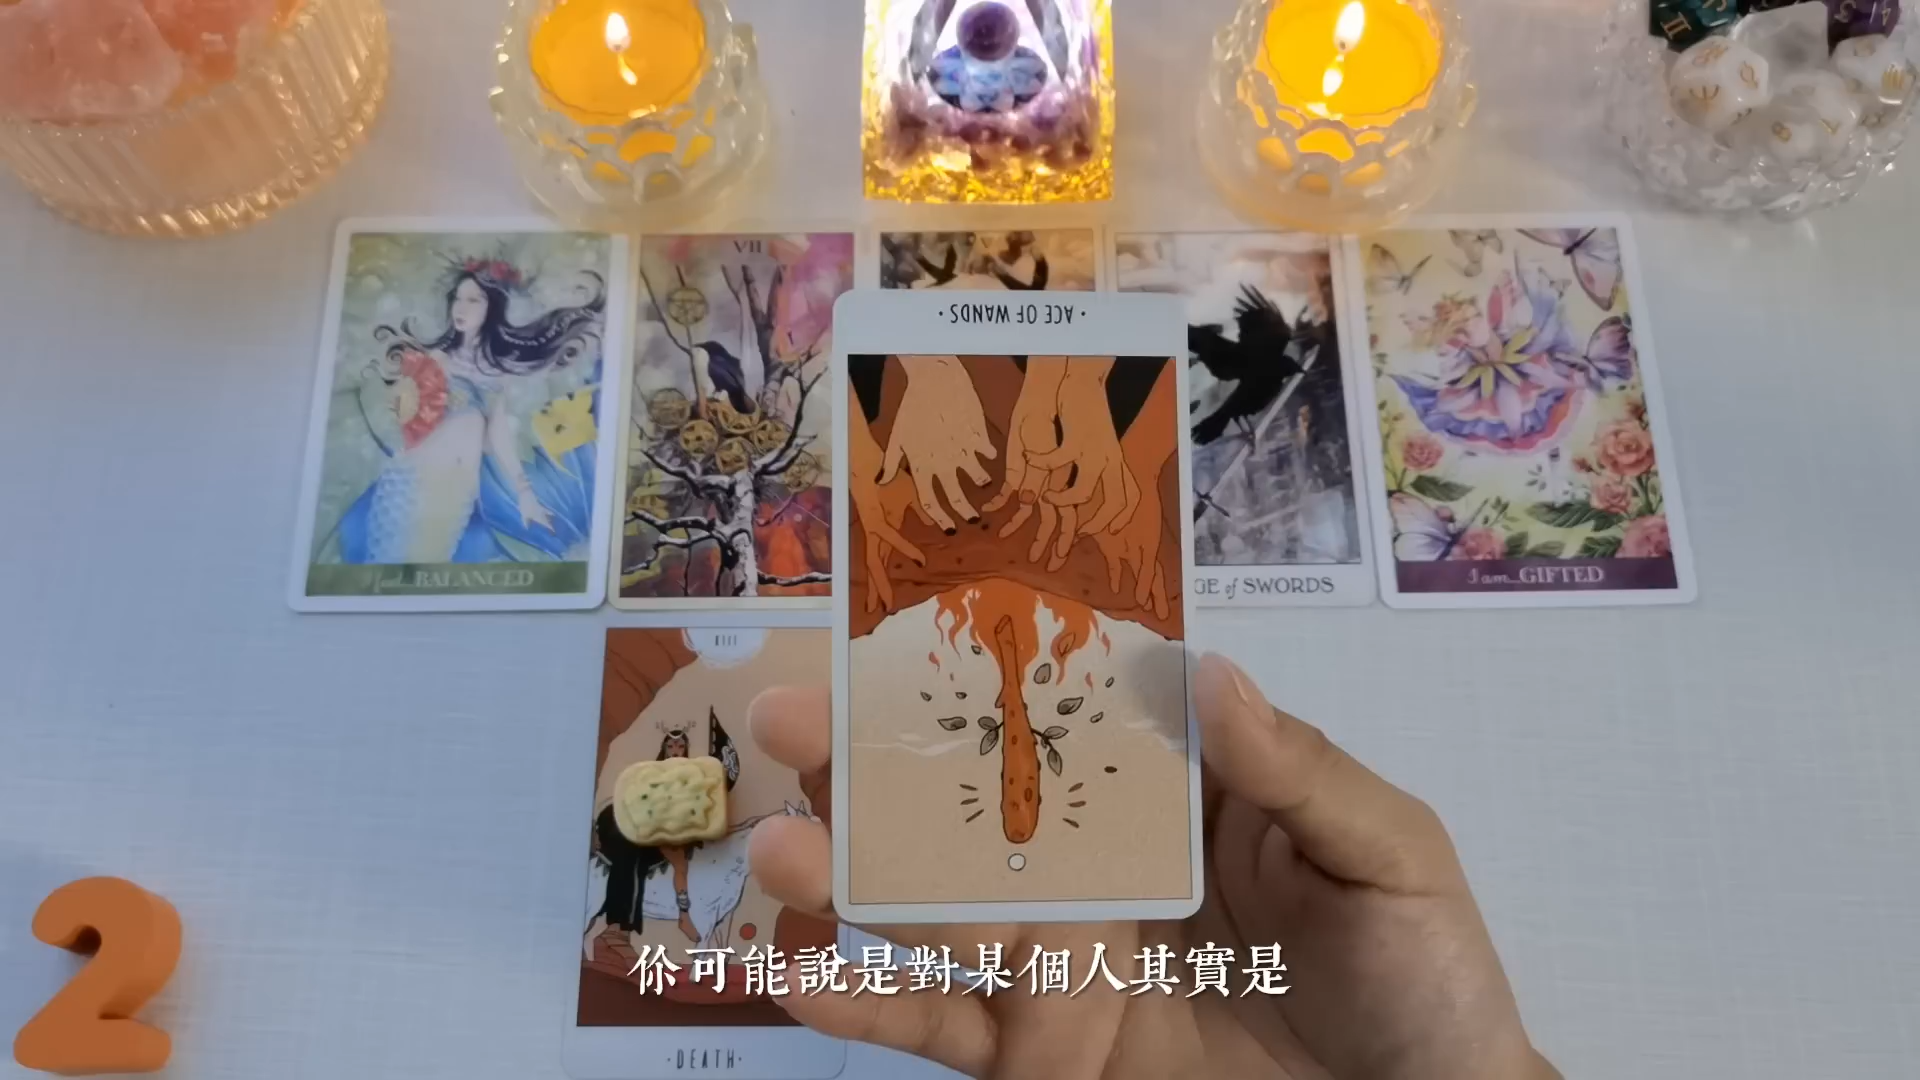 VII
·ACE OF WANDS·
I feel...BALANCED
GE of SWORDS
I am...GIFTED
XIII
2
你可能說是對某個人其實是
·DEATH·